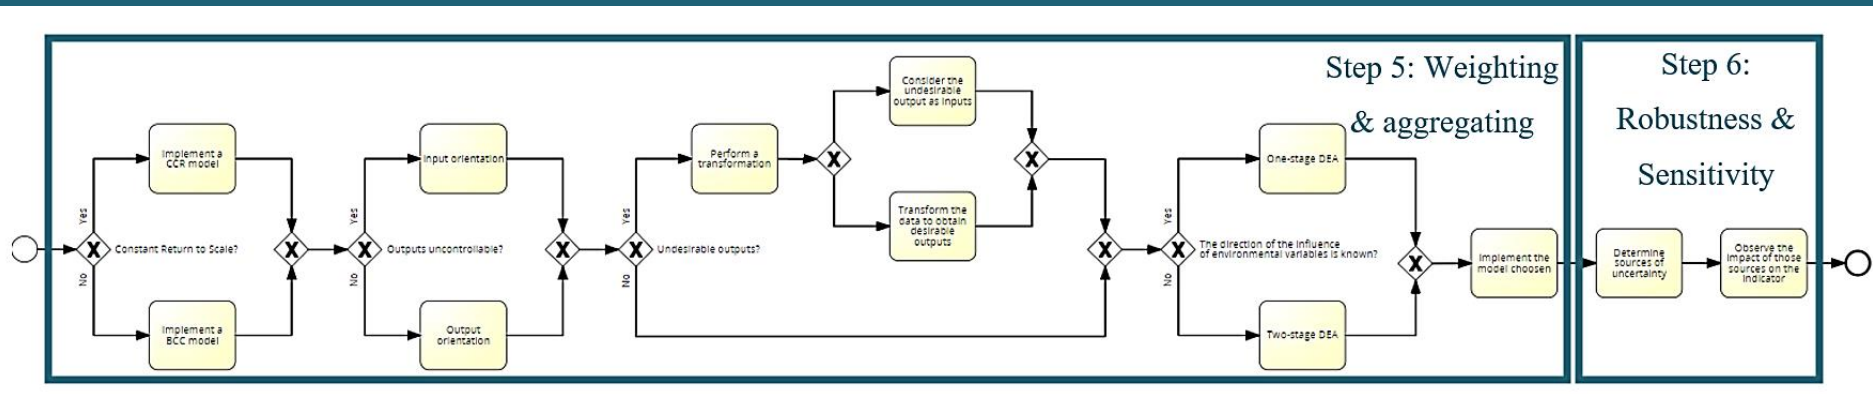 Step 5: Weighting
& aggregating
Step 6:
Robustness &
Sensitivity
Yes
Constant Return to Scale?
No
Implement a
CCR model
Implement a
BCC model
Yes
Outputs uncontrollable?
No
Input orientation
Output
orientation
Yes
Undesirable outputs?
No
Perform a
transformation
Consider the
undesirable
output as inputs
Transform the
data to obtain
desirable
outputs
Yes
The direction of the influence
of environmental variables is known?
No
One-stage DEA
Two-stage DEA
Implement the
model choosen
Determine
sources of
uncertainty
Observe the
impact of those
sources on the
indicator